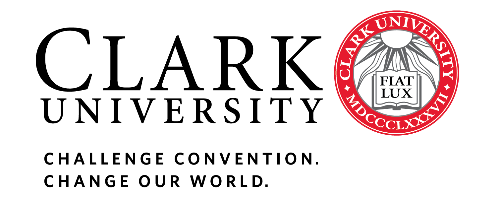 CLARK
UNIVERSITY
CHALLENGE CONVENTION.
CHANGE OUR WORLD.
CLARK UNIVERSITY
FIAT
LUX
MDCCCLXXXVII